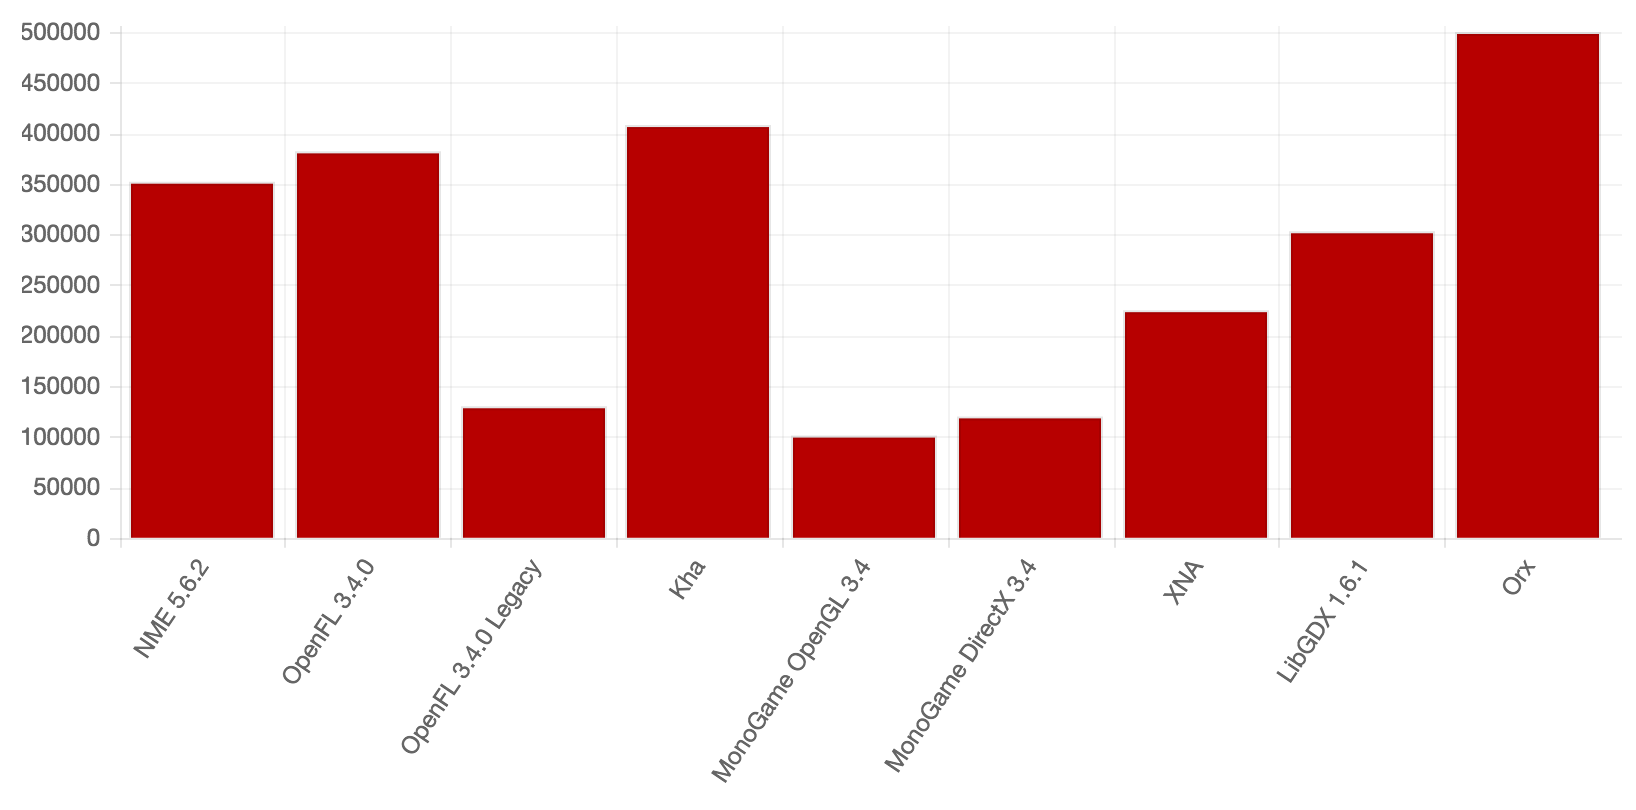 500000
450000
400000
350000
300000
250000
200000
150000
100000
50000
0
NME 5.6.2
OpenFL 3.4.0
OpenFL 3.4.0 Legacy
Kha
MonoGame OpenGL 3.4
MonoGame DirectX 3.4
XNA
LibGDX 1.6.1
Orx